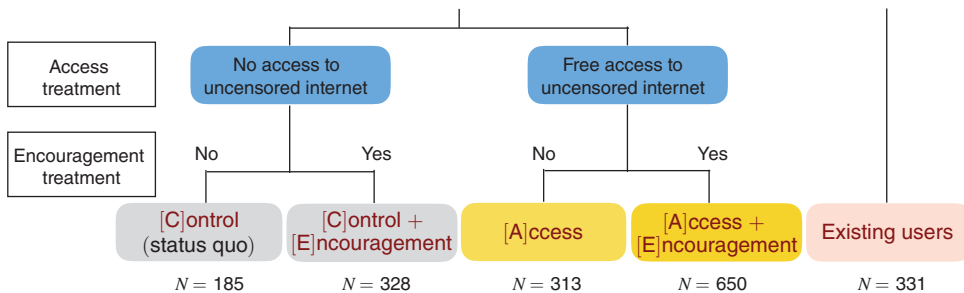 Access
treatment
No access to
uncensored internet
Free access to
uncensored internet
Encouragement
treatment
No
Yes
No
Yes
[C]ontrol
(status quo)
[C]ontrol +
[E]ncouragement
[A]ccess
[A]ccess +
[E]ncouragement
Existing users
N = 185
N = 328
N = 313
N = 650
N = 331